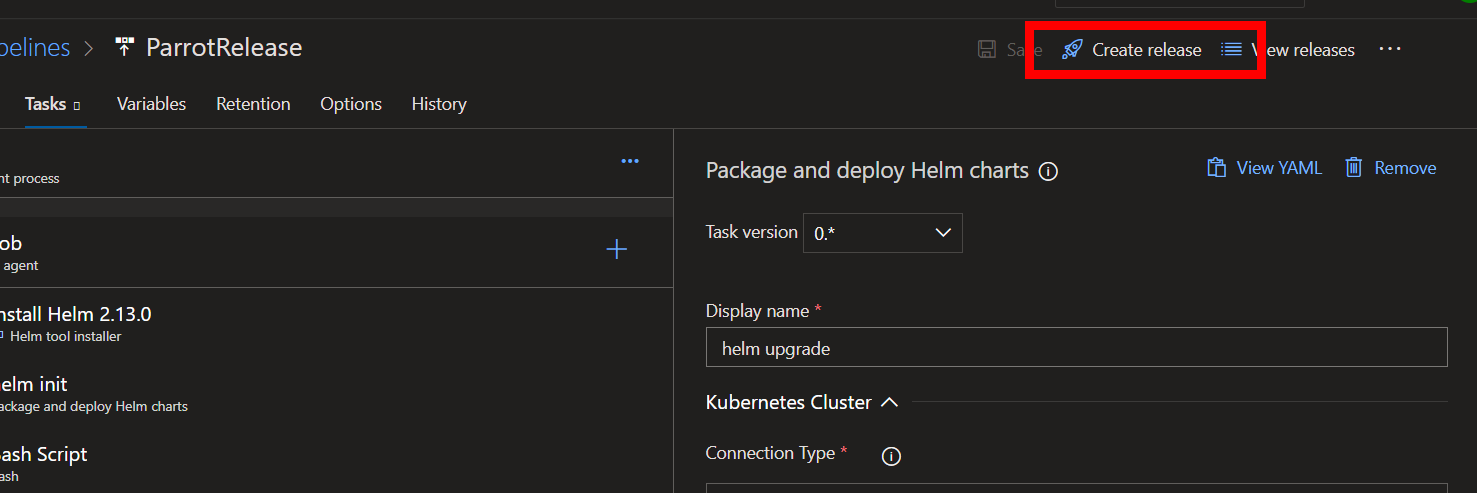 pelines > ParrotRelease
Save Create release View releases ...
Tasks Variables Retention Options History
...
nt process
ob
agent
nstall Helm 2.13.0
Helm tool installer
elm init
ackage and deploy Helm charts
ash Script
ash
Package and deploy Helm charts
View YAML Remove
Task version 0.*
Display name *
helm upgrade
Kubernetes Cluster
Connection Type *